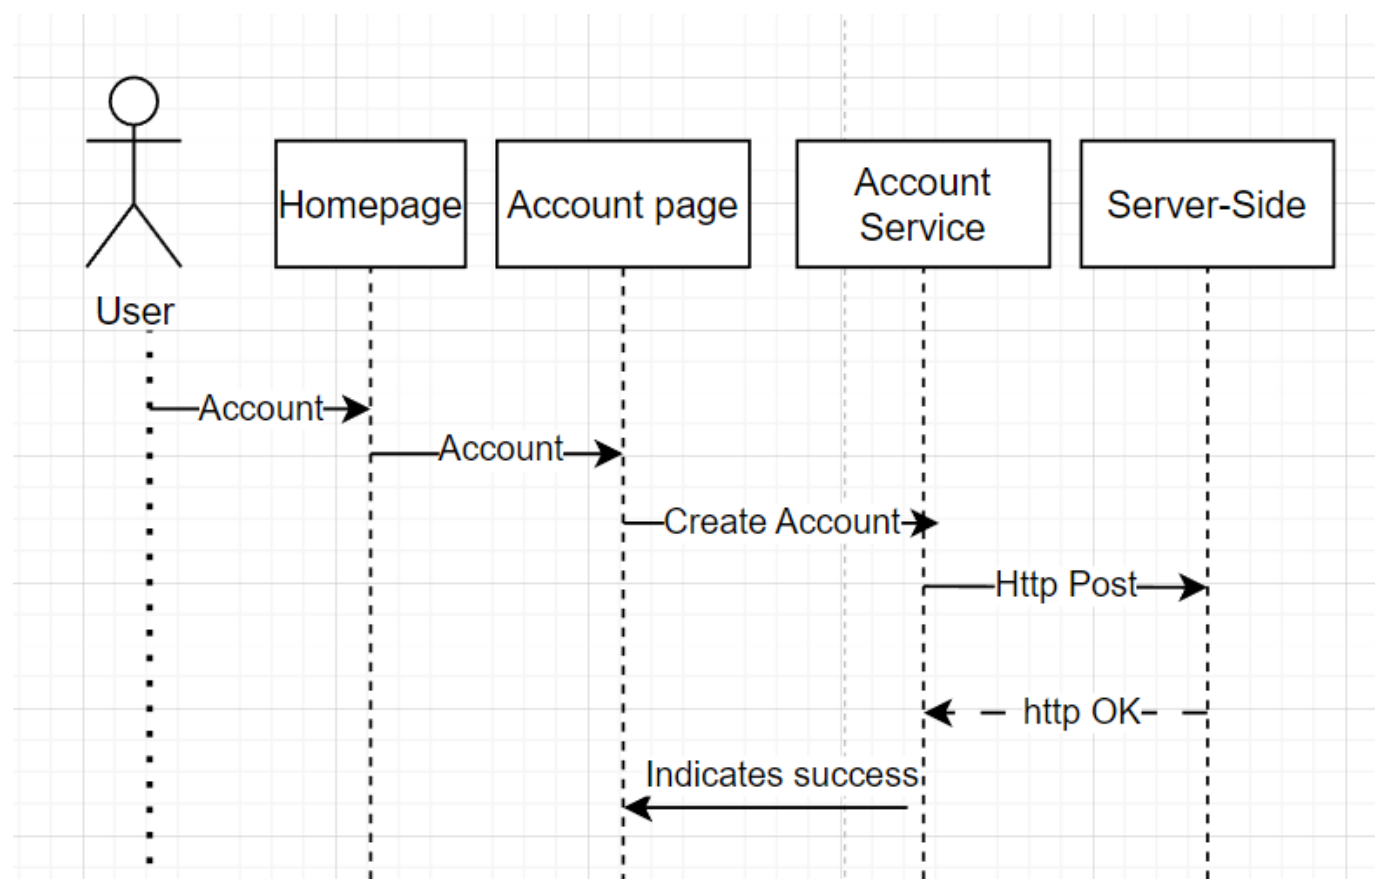 Homepage
Account page
Account
Service
Server-Side
User
Account
Account
Create Account
Http Post
http OK
Indicates success